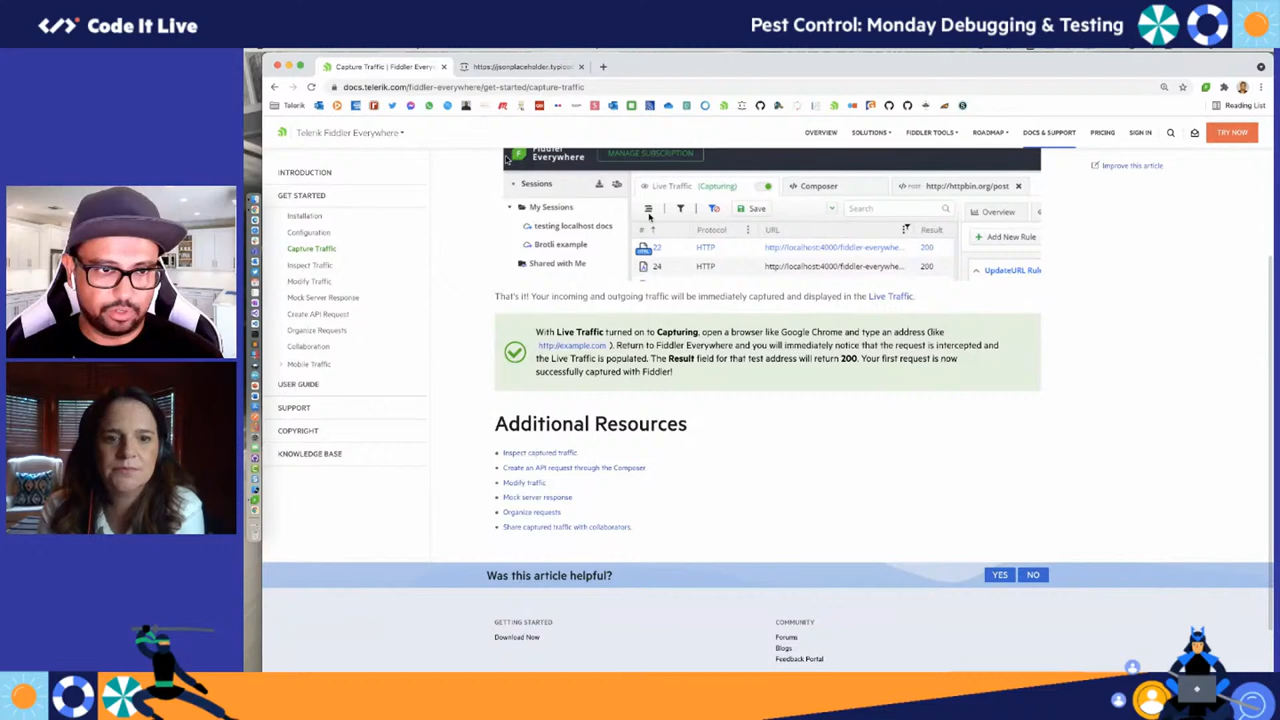 </> Code It Live
Pest Control: Monday Debugging & Testing
Capture Traffic | Fiddler Every
https://jsonplaceholder.typico
docs.telerik.com/fiddler-everywhere/get-started/capture-traffic
Telerik
Reading List
Telerik Fiddler Everywhere
OVERVIEW
SOLUTIONS
FIDDLER TOOLS
ROADMAP
DOCS & SUPPORT
PRICING
SIGN IN
TRY NOW
INTRODUCTION
GET STARTED
Installation
Configuration
Capture Traffic
Inspect Traffic
Modify Traffic
Mock Server Response
Create API Request
Organize Requests
Collaboration
Mobile Traffic
USER GUIDE
SUPPORT
COPYRIGHT
KNOWLEDGE BASE
Fiddler
Everywhere
MANAGE SUBSCRIPTION
Sessions
Live Traffic (Capturing)
Composer
POST http://httpbin.org/post
My Sessions
Save
Search
Overview
testing localhost docs
# Protocol URL Result
Add New Rule
Brotli example
22 HTTP http://localhost:4000/fiddler-everywhe... 200
Shared with Me
24 HTTP http://localhost:4000/fiddler-everywhe... 200
UpdateURL Rule
Improve this article
That's it! Your incoming and outgoing traffic will be immediately captured and displayed in the Live Traffic.
With Live Traffic turned on to Capturing, open a browser like Google Chrome and type an address (like
http://example.com ). Return to Fiddler Everywhere and you will immediately notice that the request is intercepted and
the Live Traffic is populated. The Result field for that test address will return 200. Your first request is now
successfully captured with Fiddler!
Additional Resources
Inspect captured traffic.
Create an API request through the Composer
Modify traffic
Mock server response
Organize requests
Share captured traffic with collaborators.
Was this article helpful?
YES
NO
GETTING STARTED
Download Now
COMMUNITY
Forums
Blogs
Feedback Portal